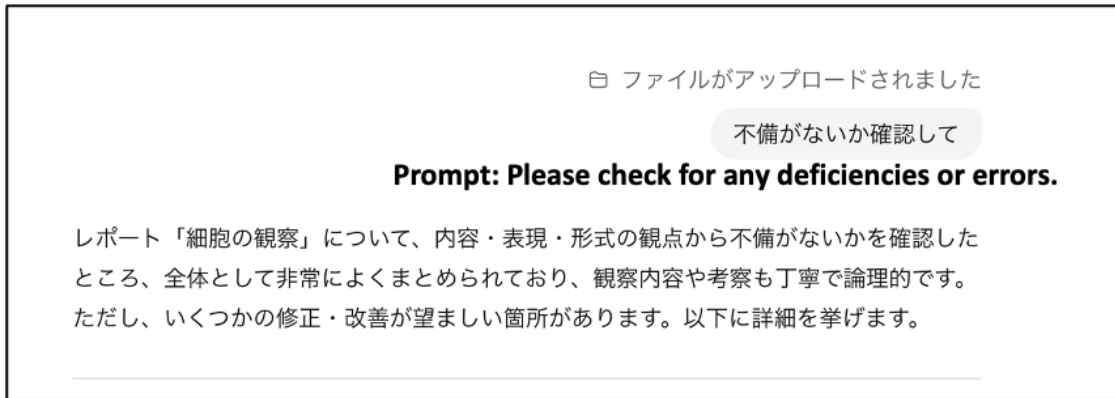 ファイルがアップロードされました
不備がないか確認して
Prompt: Please check for any deficiencies or errors.
レポート「細胞の観察」について、内容・表現・形式の観点から不備がないかを確認した
ところ、全体として非常によくまとめられており、観察内容や考察も丁寧で論理的です。
ただし、いくつかの修正・改善が望ましい箇所があります。以下に詳細を挙げます。